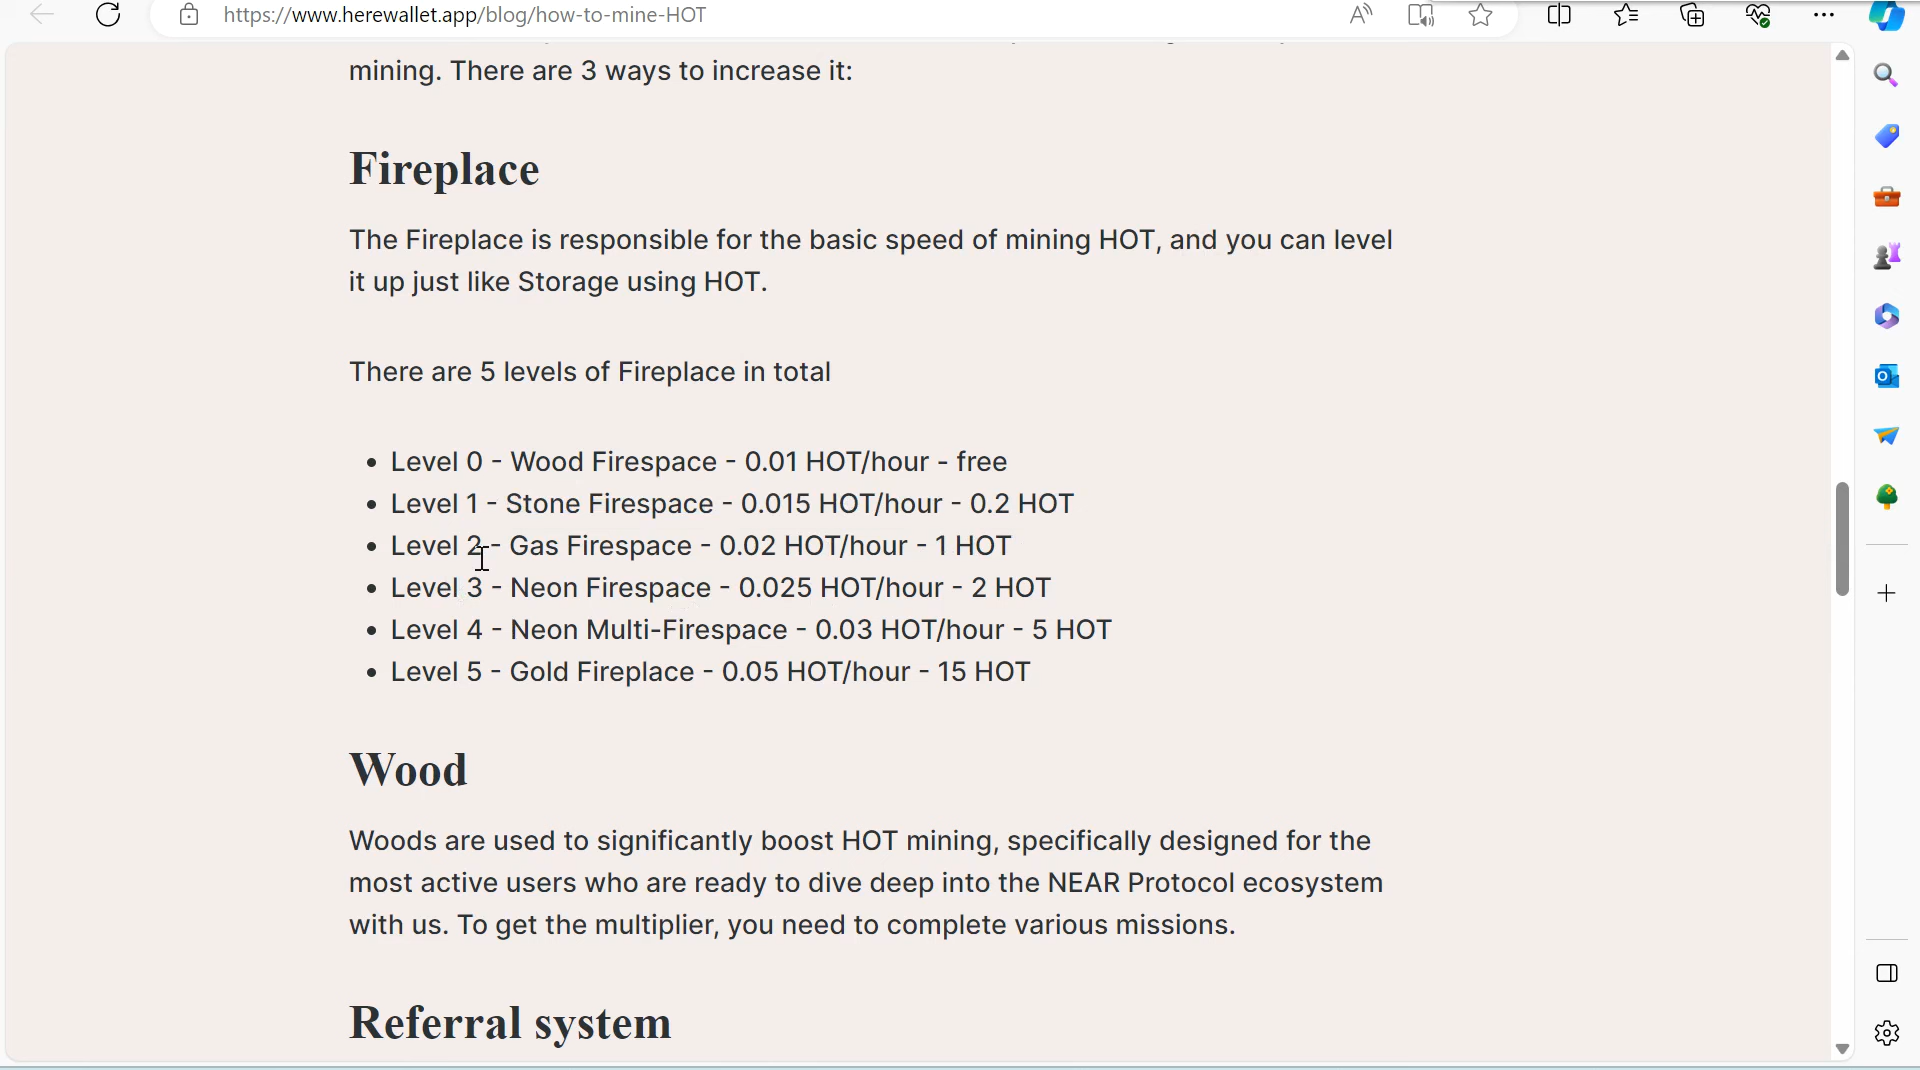 https://www.herewallet.app/blog/how-to-mine-HOT
mining. There are 3 ways to increase it:
Fireplace
The Fireplace is responsible for the basic speed of mining HOT, and you can level
it up just like Storage using HOT.
There are 5 levels of Fireplace in total
• Level 0 - Wood Firespace - 0.01 HOT/hour - free
• Level 1 - Stone Firespace - 0.015 HOT/hour - 0.2 HOT
• Level 2 - Gas Firespace - 0.02 HOT/hour - 1 HOT
• Level 3 - Neon Firespace - 0.025 HOT/hour - 2 HOT
• Level 4 - Neon Multi-Firespace - 0.03 HOT/hour - 5 HOT
• Level 5 - Gold Fireplace - 0.05 HOT/hour - 15 HOT
Wood
Woods are used to significantly boost HOT mining, specifically designed for the
most active users who are ready to dive deep into the NEAR Protocol ecosystem
with us. To get the multiplier, you need to complete various missions.
Referral system